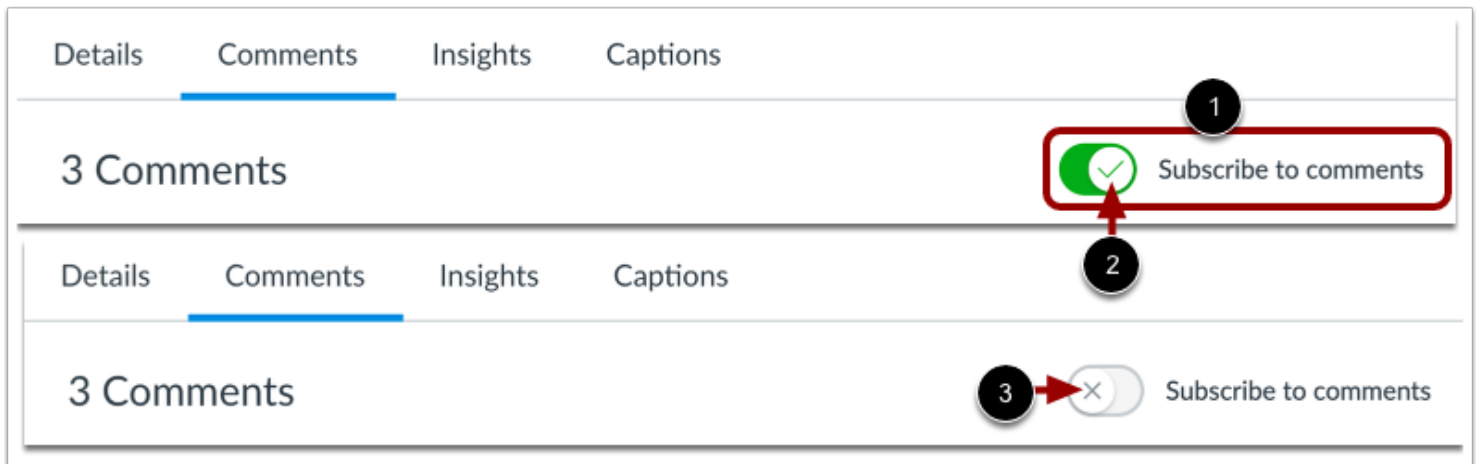 Details Comments Insights Captions
1
3 Comments Subscribe to comments
2
Details Comments Insights Captions
3 Comments 3 Subscribe to comments